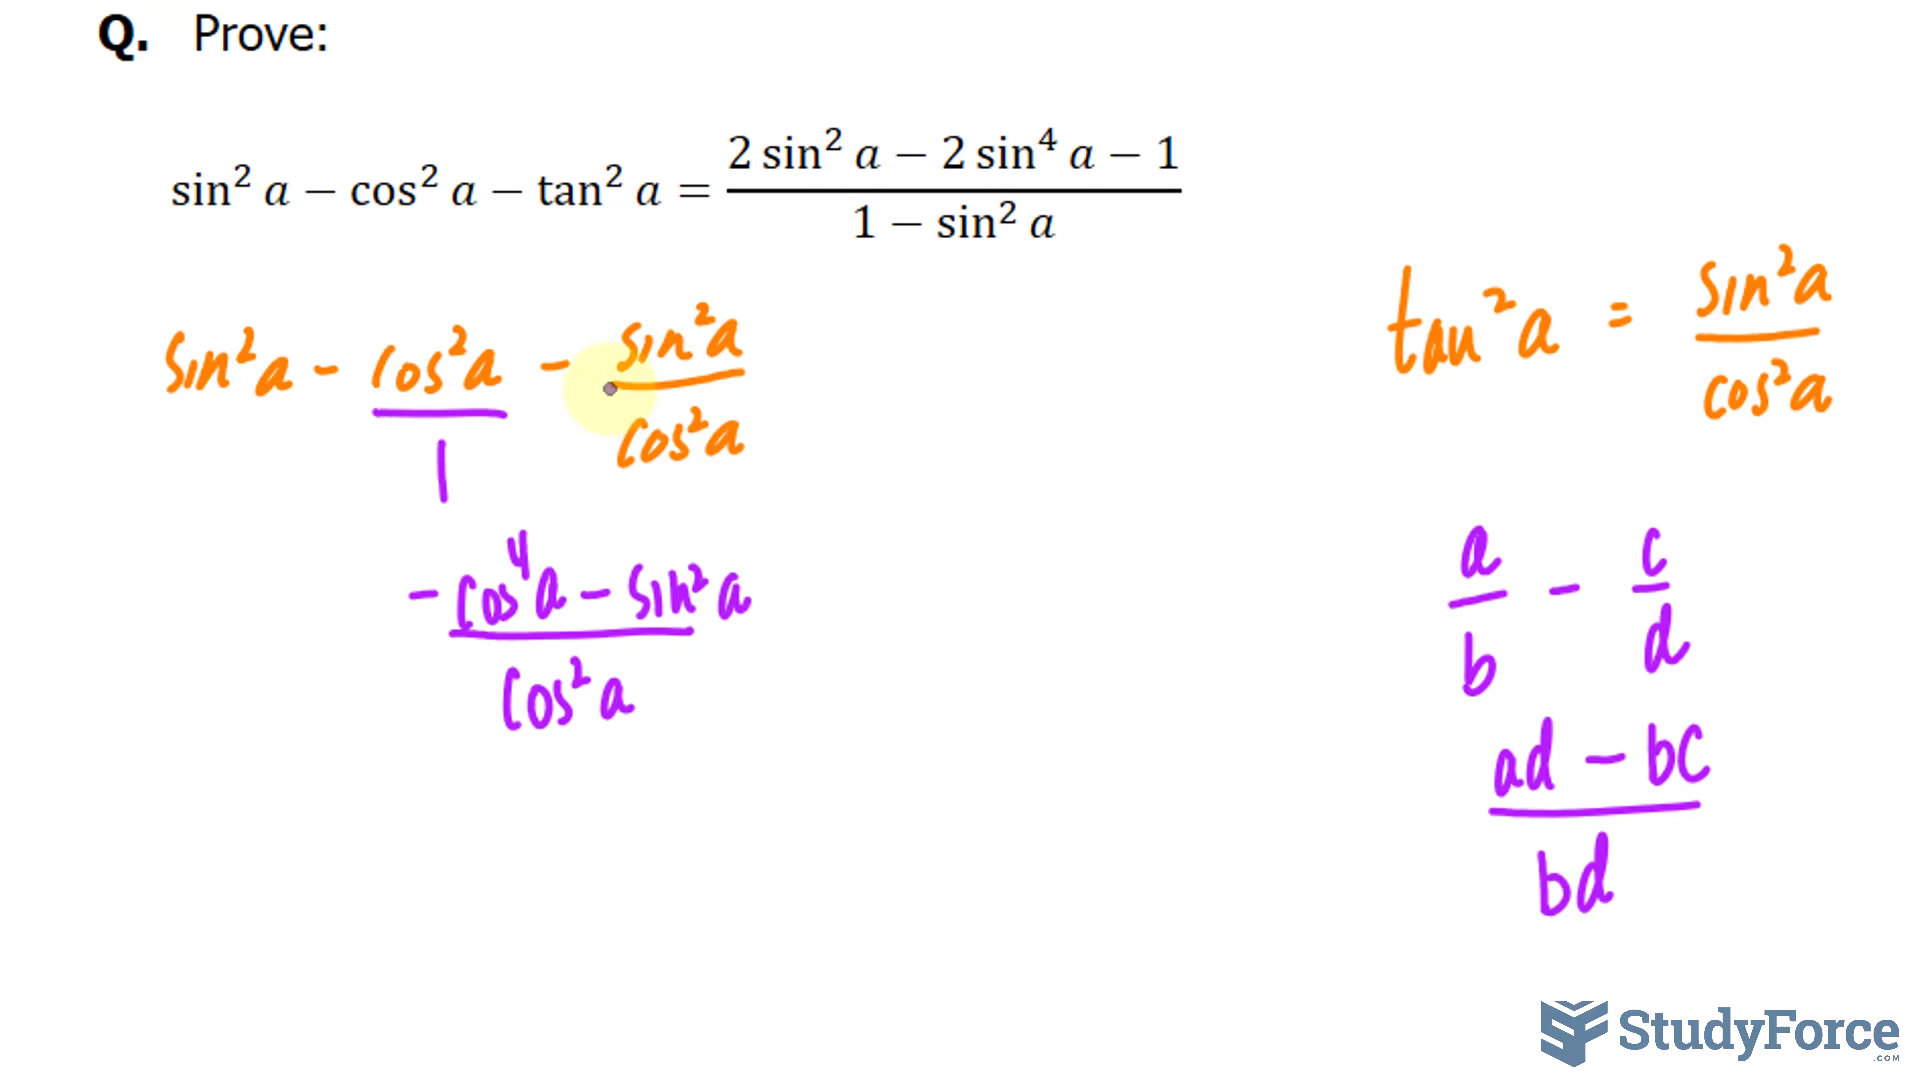 Q. Prove:
sin² a − cos² a − tan² a = (2 sin² a − 2 sin⁴ a − 1) / (1 − sin² a)
sin²a - cos²a/1 - sin²a/cos²a
tan²a = sin²a/cos²a
(-cos⁴a - sin²a)/cos²a
a/b - c/d
(ad - bc)/bd
StudyForce
.COM